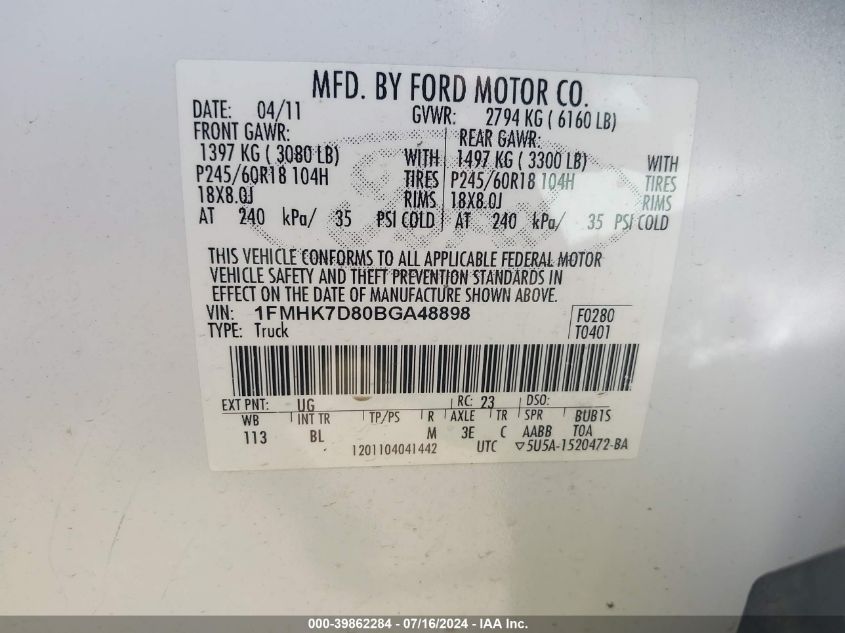 MFD. BY FORD MOTOR CO.
DATE: 04/11 GVWR: 2794 KG ( 6160 LB)
FRONT GAWR: REAR GAWR:
1397 KG ( 3080 LB) WITH 1497 KG ( 3300 LB) WITH
P245/60R18 104H TIRES P245/60R18 104H TIRES
18X8.0J RIMS 18X8.0J RIMS
AT 240 kPa/ 35 PSI COLD AT 240 kPa/ 35 PSI COLD
THIS VEHICLE CONFORMS TO ALL APPLICABLE FEDERAL MOTOR
VEHICLE SAFETY AND THEFT PREVENTION STANDARDS IN
EFFECT ON THE DATE OF MANUFACTURE SHOWN ABOVE.
VIN: 1FMHK7D80BGA48898 F0280
TYPE: Truck T0401
EXT PNT: UG RC: 23 DSO:
WB INT TR TP/PS R AXLE TR SPR BUB1S
113 BL M 3E C AABB TOA
1201104041442 UTC ▽5U5A-1520472-BA
000-39862284 - 07/16/2024 - IAA Inc.